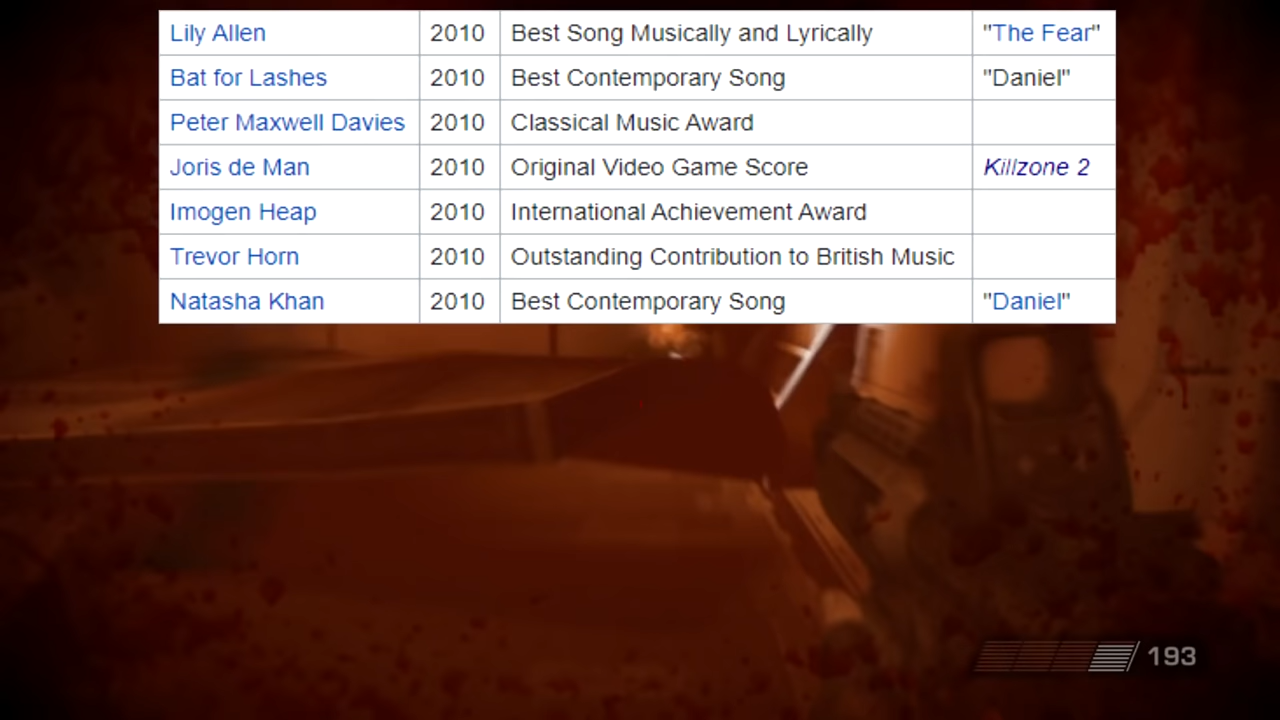 Lily Allen 2010 Best Song Musically and Lyrically "The Fear"
Bat for Lashes 2010 Best Contemporary Song "Daniel"
Peter Maxwell Davies 2010 Classical Music Award
Joris de Man 2010 Original Video Game Score Killzone 2
Imogen Heap 2010 International Achievement Award
Trevor Horn 2010 Outstanding Contribution to British Music
Natasha Khan 2010 Best Contemporary Song "Daniel"
193